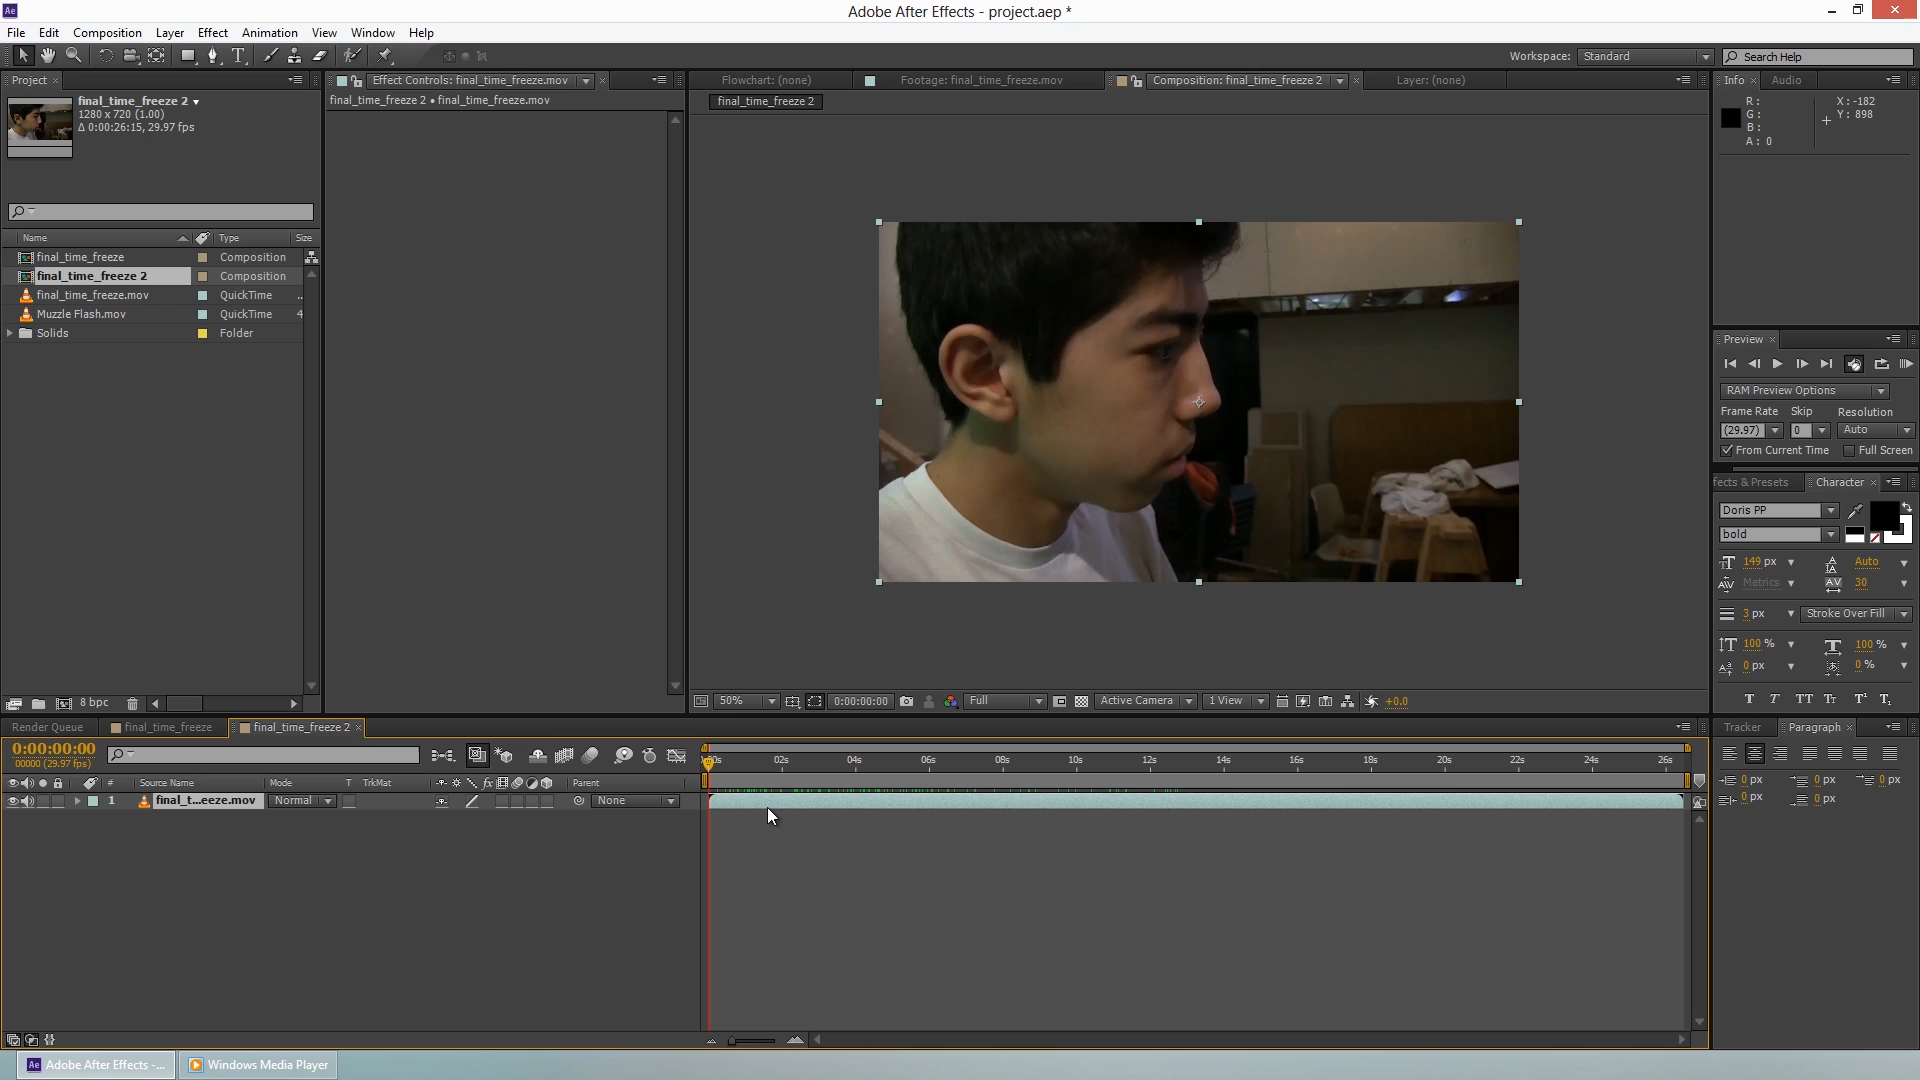 Ae
Adobe After Effects - project.aep *
File Edit Composition Layer Effect Animation View Window Help
Workspace: Standard
Search Help
Project
final_time_freeze 2
1280 x 720 (1.00)
Δ 0:00:26:15, 29.97 fps
Name Type Size
final_time_freeze Composition
final_time_freeze 2 Composition
final_time_freeze.mov QuickTime ..
Muzzle Flash.mov QuickTime 4
Solids Folder
8 bpc
Effect Controls: final_time_freeze.mov
final_time_freeze 2 • final_time_freeze.mov
Flowchart: (none) Footage: final_time_freeze.mov Composition: final_time_freeze 2 Layer: (none)
final_time_freeze 2
50% 0:00:00:00 Full Active Camera 1 View +0.0
Info Audio
R:
G:
B:
A: 0
X: -182
Y: 898
Preview
RAM Preview Options
Frame Rate Skip Resolution
(29.97) 0 Auto
From Current Time Full Screen
fects & Presets Character
Doris PP
bold
149 px Auto
Metrics 30
3 px Stroke Over Fill
100 % 100 %
0 px 0 %
Render Queue final_time_freeze final_time_freeze 2
0:00:00:00
00000 (29.97 fps)
# Source Name Mode T TrkMat Parent
1 final_t...eeze.mov Normal None
02s 04s 06s 08s 10s 12s 14s 16s 18s 20s 22s 24s 26s
Tracker Paragraph
0 px 0 px 0 px
0 px 0 px
Ae Adobe After Effects -... Windows Media Player